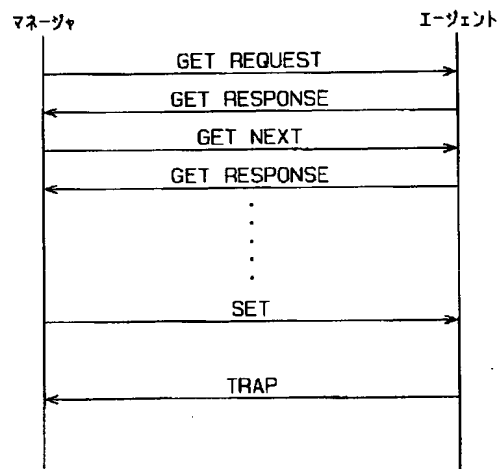 マネージャ
エージェント
GET REQUEST
GET RESPONSE
GET NEXT
GET RESPONSE
SET
TRAP